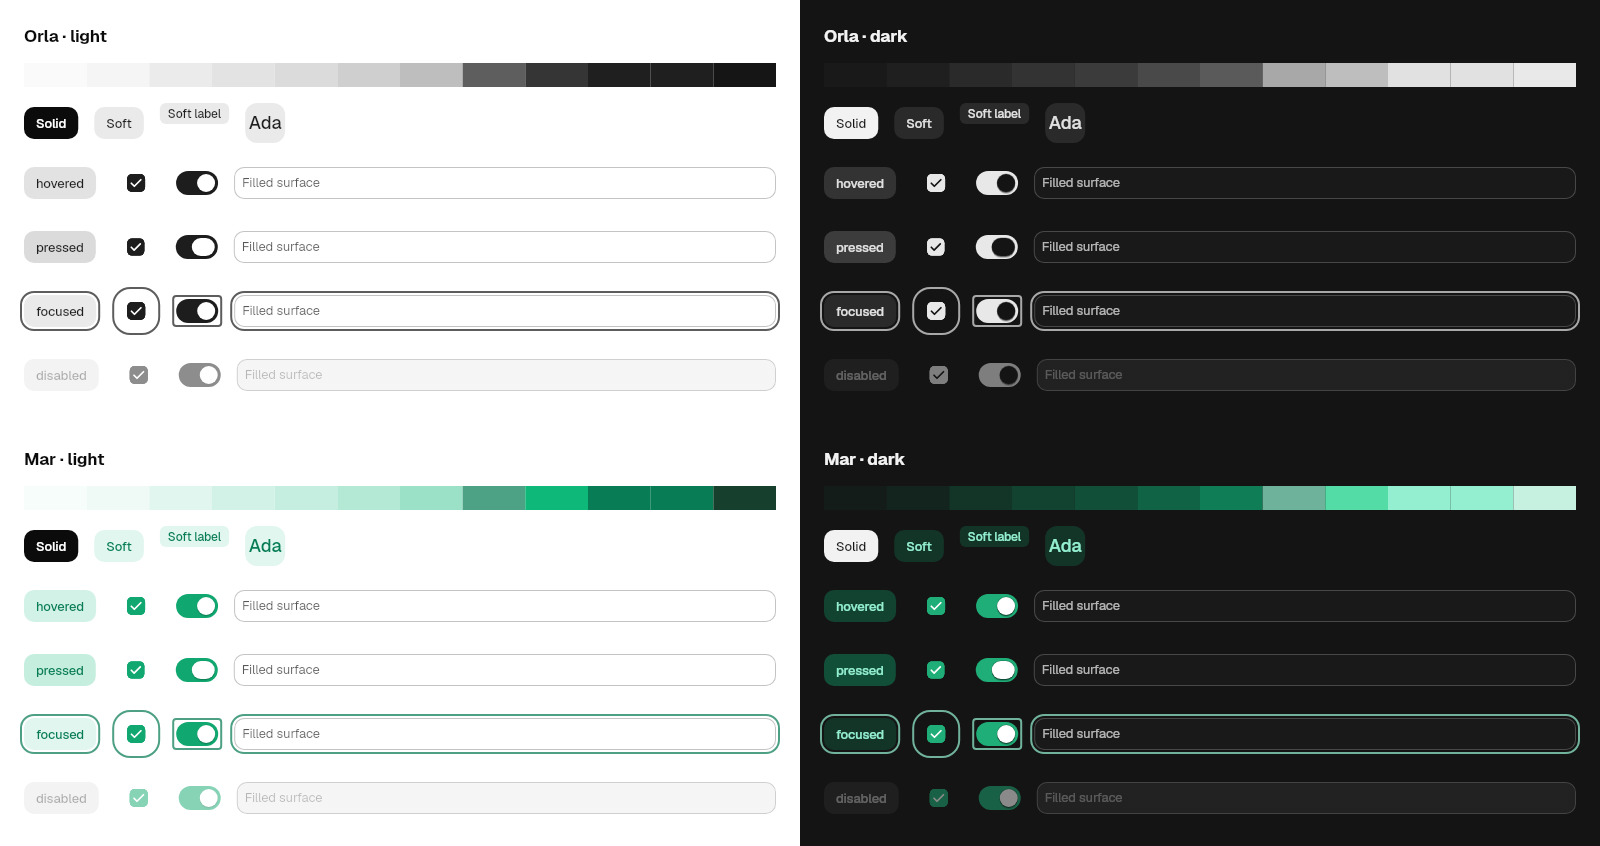 Orla · light
Solid Soft Soft label Ada
hovered Filled surface
pressed Filled surface
focused Filled surface
disabled Filled surface
Orla · dark
Solid Soft Soft label Ada
hovered Filled surface
pressed Filled surface
focused Filled surface
disabled Filled surface
Mar · light
Solid Soft Soft label Ada
hovered Filled surface
pressed Filled surface
focused Filled surface
disabled Filled surface
Mar · dark
Solid Soft Soft label Ada
hovered Filled surface
pressed Filled surface
focused Filled surface
disabled Filled surface